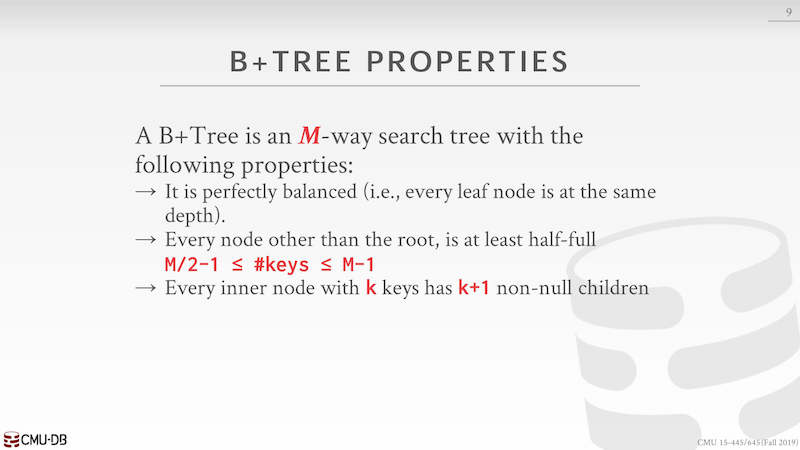 9
B+TREE PROPERTIES
A B+Tree is an M-way search tree with the
following properties:
→ It is perfectly balanced (i.e., every leaf node is at the same
depth).
→ Every node other than the root, is at least half-full
M/2-1 ≤ #keys ≤ M-1
→ Every inner node with k keys has k+1 non-null children
CMU·DB
CMU 15-445/645 (Fall 2019)